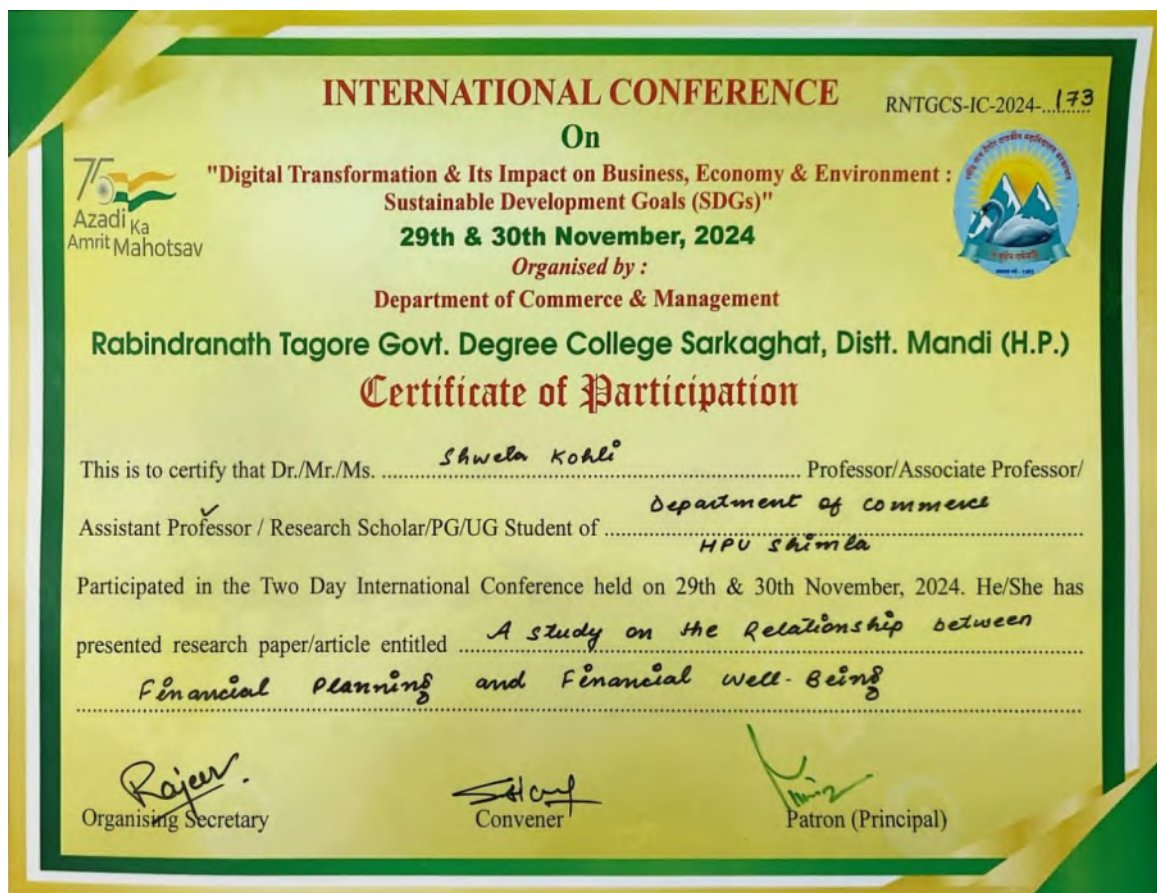 INTERNATIONAL CONFERENCE
RNTGCS-IC-2024-...173
On
"Digital Transformation & Its Impact on Business, Economy & Environment :
Sustainable Development Goals (SDGs)"
75
Azadi Ka
Amrit Mahotsav
29th & 30th November, 2024
Organised by :
Department of Commerce & Management
Rabindranath Tagore Govt. Degree College Sarkaghat, Distt. Mandi (H.P.)
Certificate of Participation
This is to certify that Dr./Mr./Ms. Shweta Kohli Professor/Associate Professor/
Assistant Professor / Research Scholar/PG/UG Student of Department of commerce
HPU Shimla
Participated in the Two Day International Conference held on 29th & 30th November, 2024. He/She has
presented research paper/article entitled A study on the Relationship between
Financial Planning and Financial Well-Being
Rajeev.
Organising Secretary
Convener
Patron (Principal)